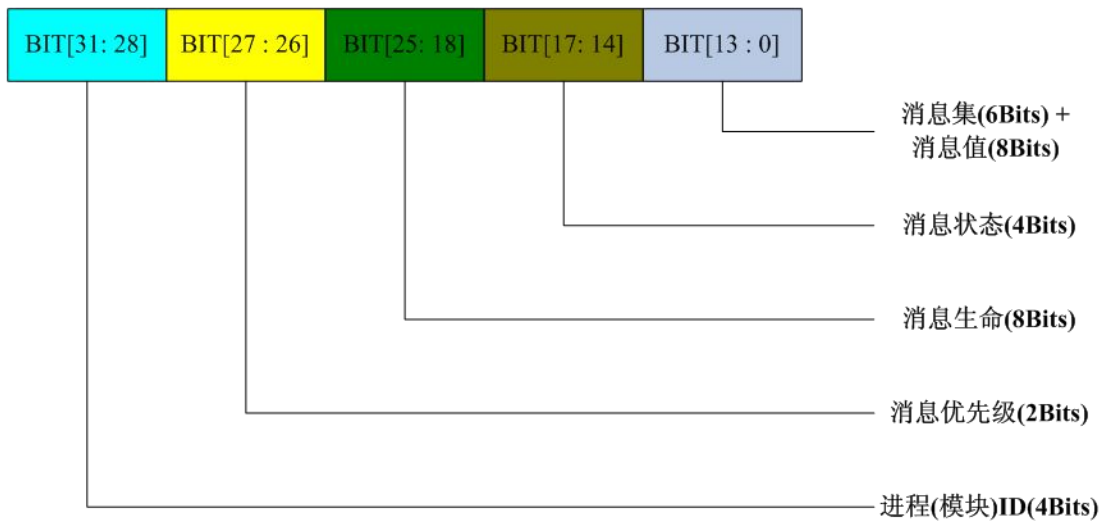 BIT[31: 28] BIT[27 : 26] BIT[25: 18] BIT[17: 14] BIT[13 : 0]
消息集(6Bits) +
消息值(8Bits)
消息状态(4Bits)
消息生命(8Bits)
消息优先级(2Bits)
进程(模块)ID(4Bits)